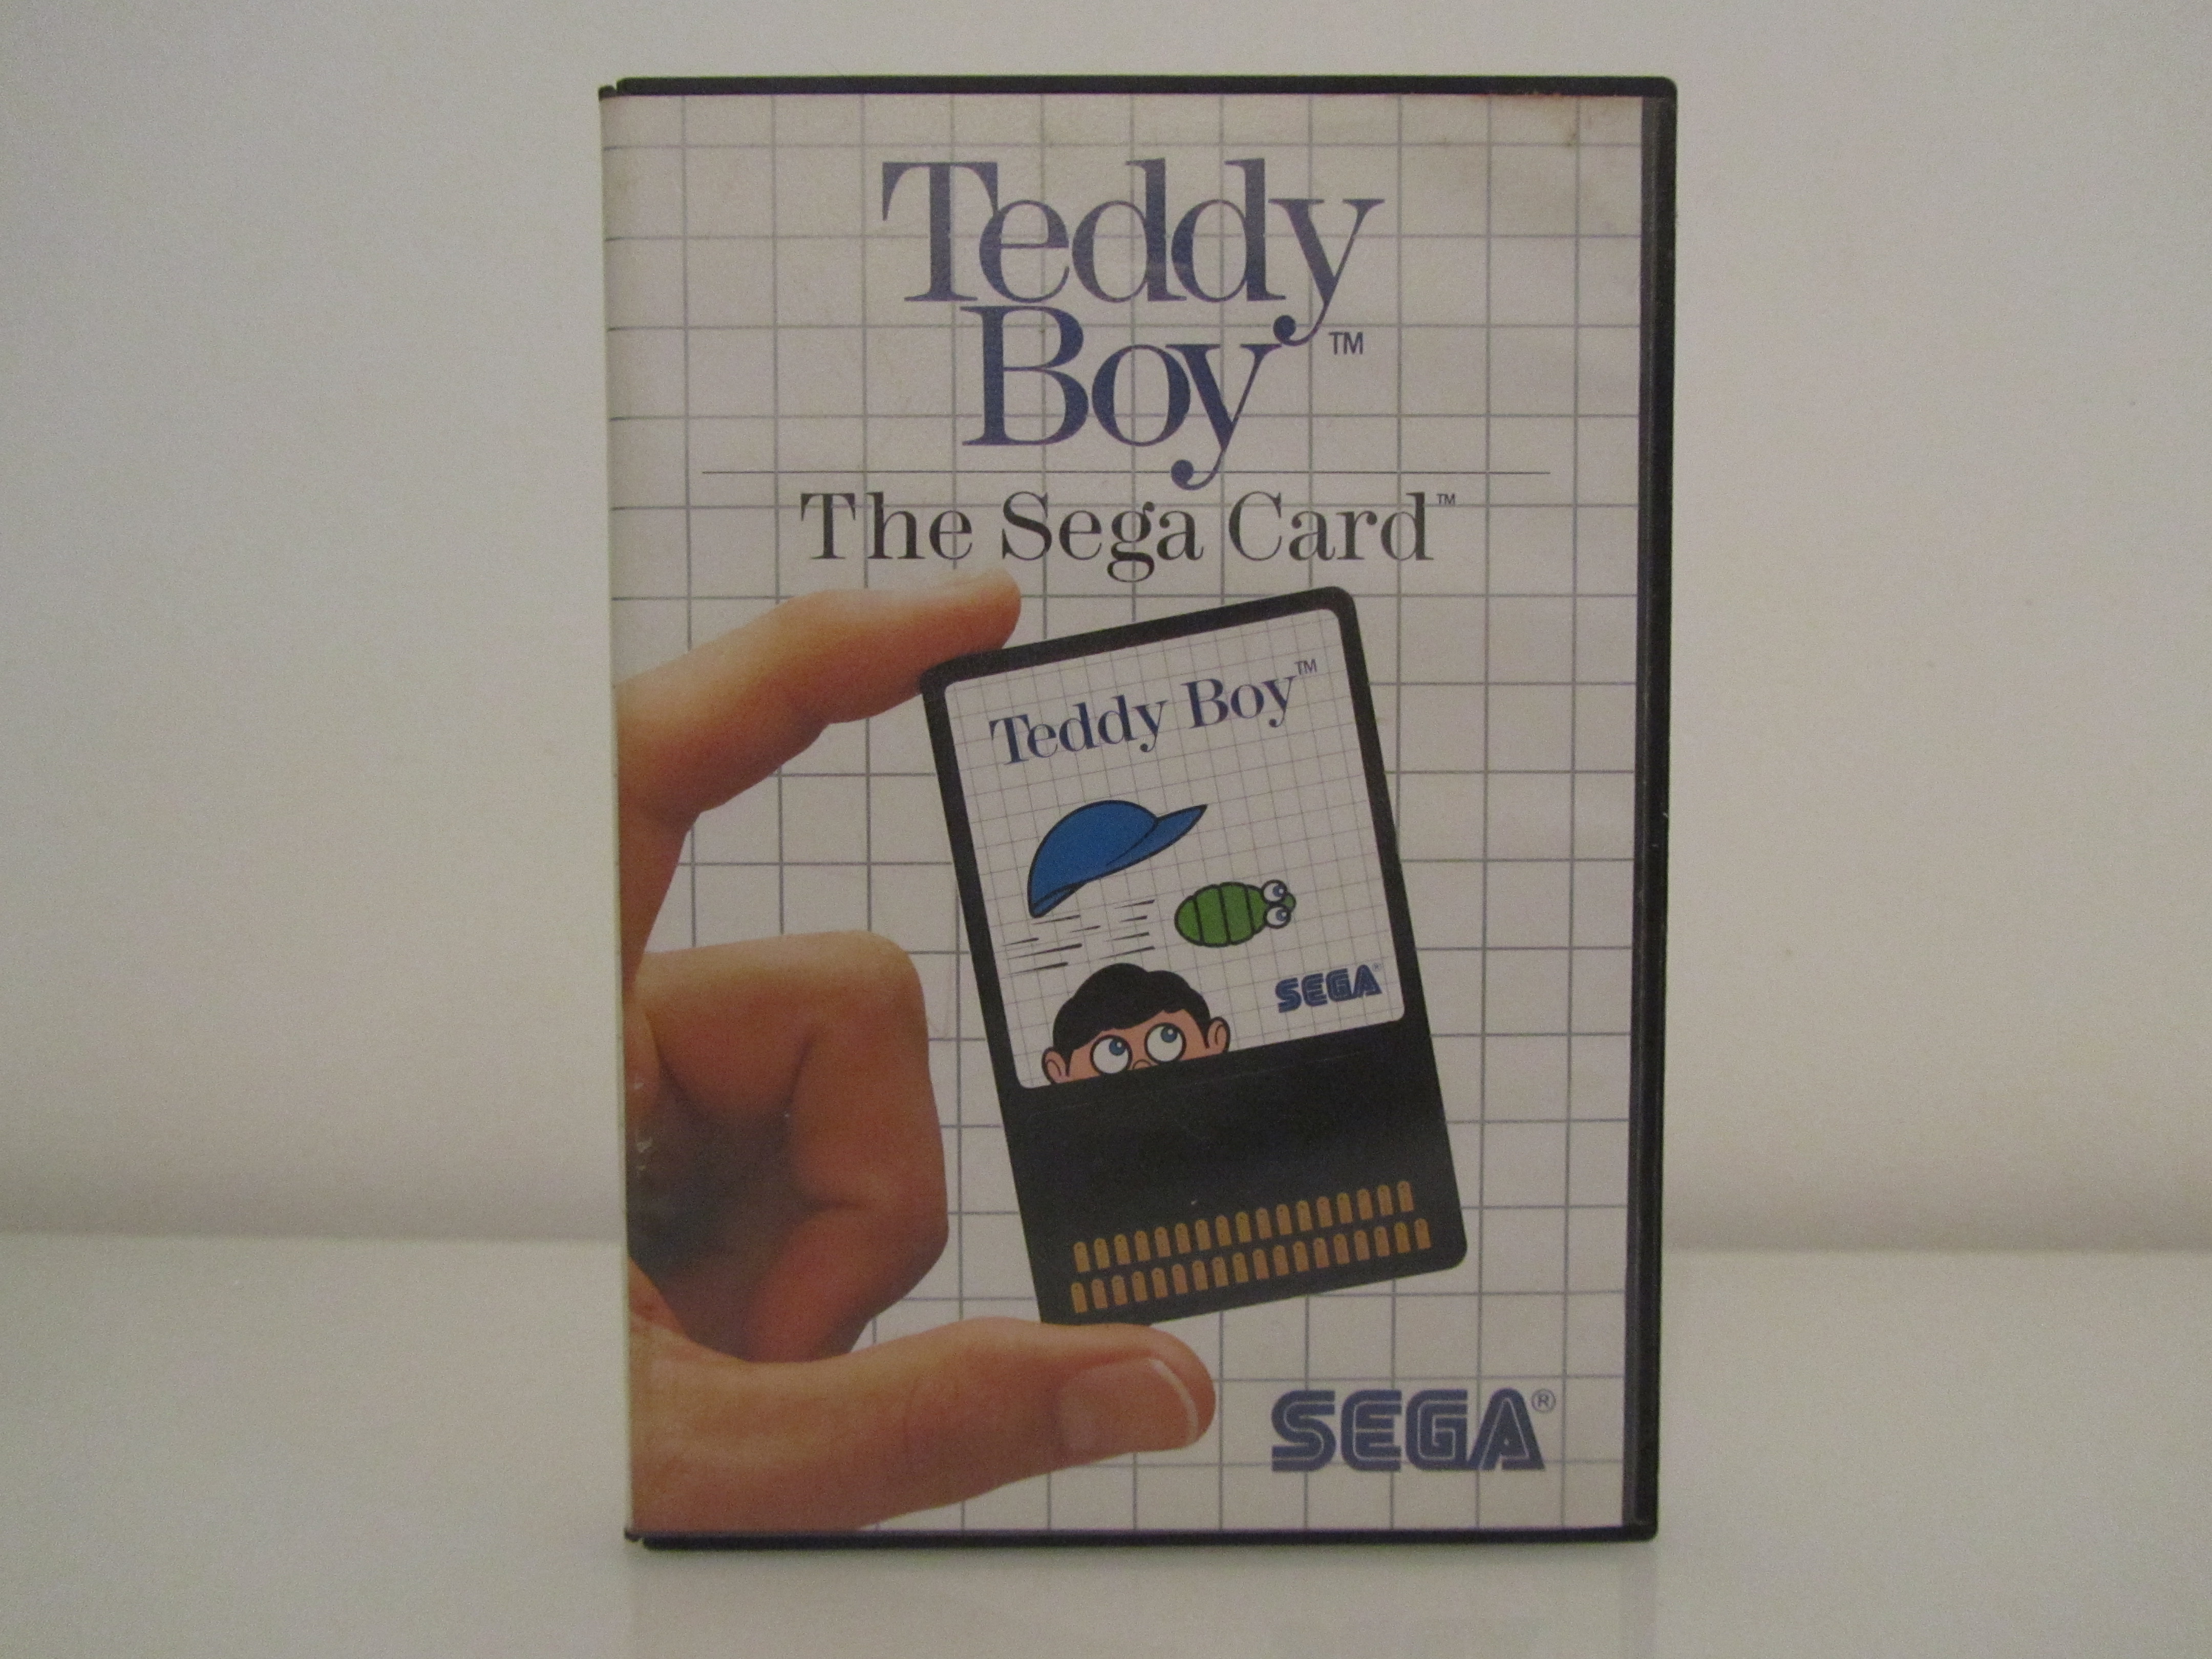 Teddy
Boy™
The Sega Card™
Teddy Boy™
SEGA®
SEGA®